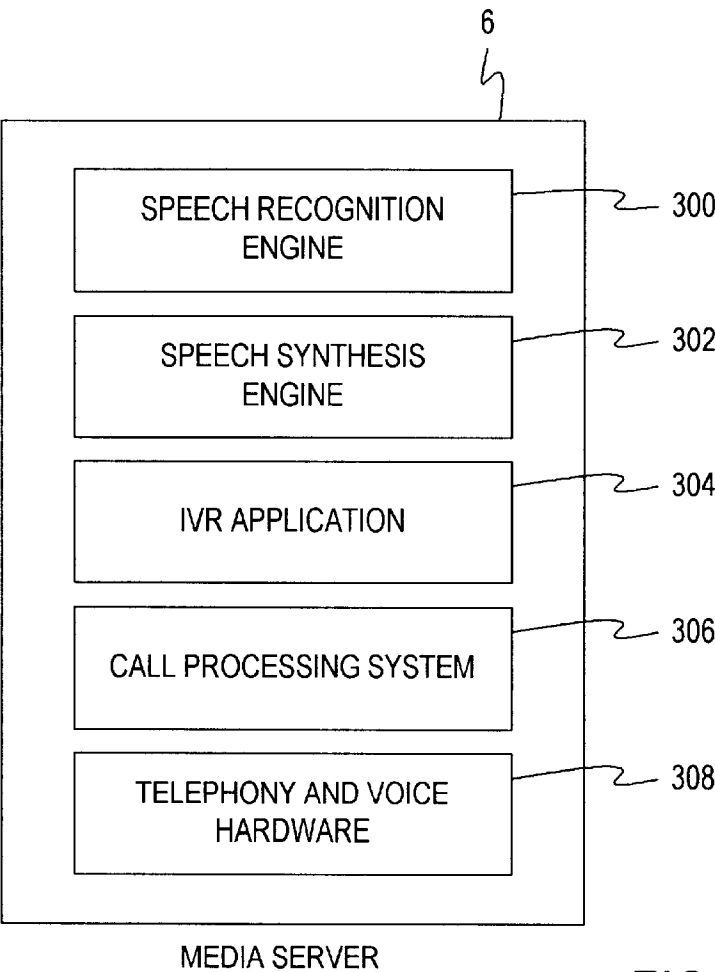 6
SPEECH RECOGNITION
ENGINE
300
SPEECH SYNTHESIS
ENGINE
302
IVR APPLICATION
304
CALL PROCESSING SYSTEM
306
TELEPHONY AND VOICE
HARDWARE
308
MEDIA SERVER